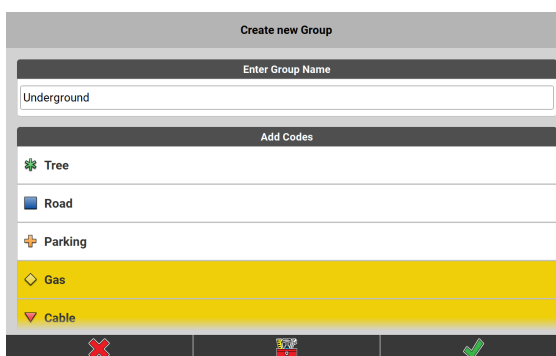 Create new Group
Enter Group Name
Underground
Add Codes
Tree
Road
Parking
Gas
Cable